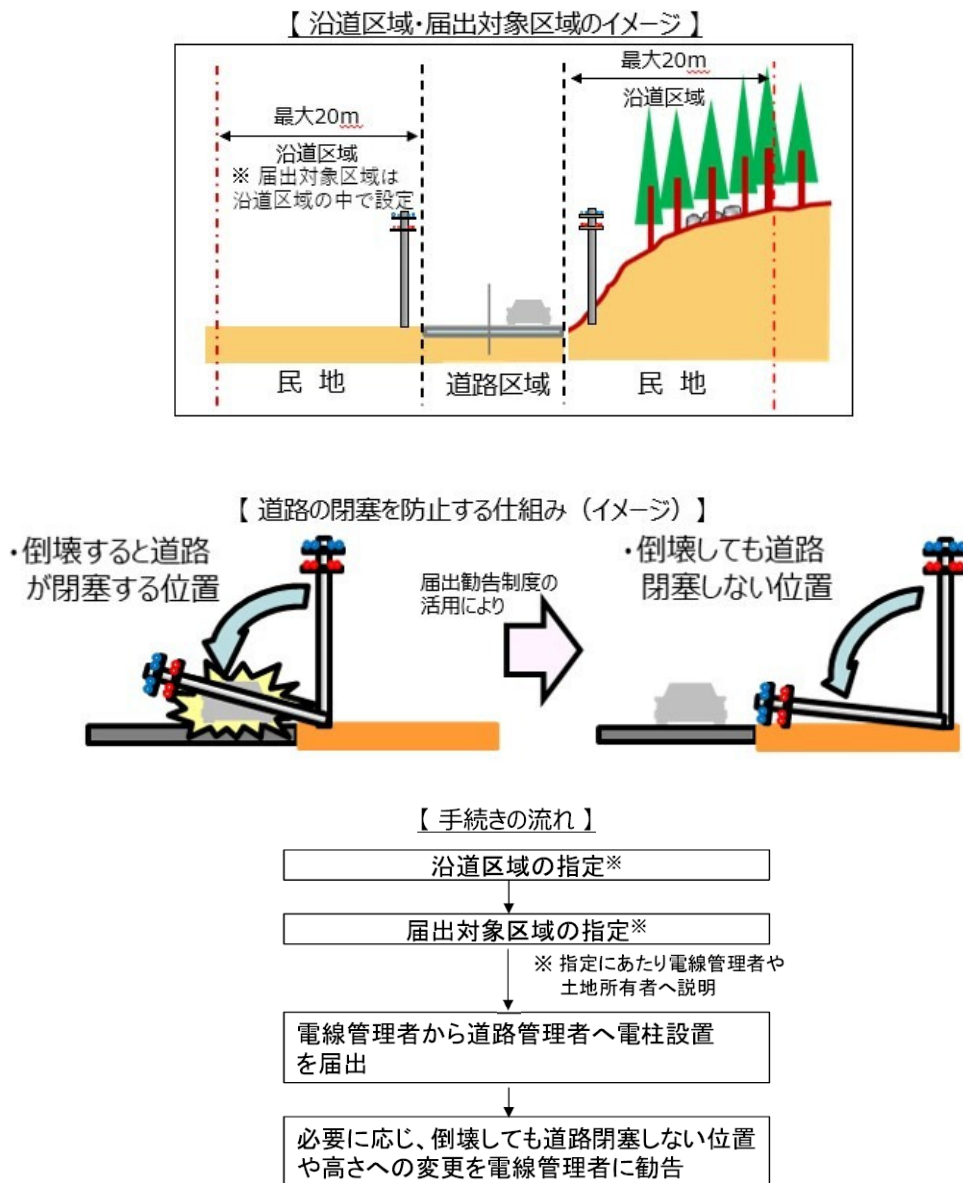 【 沿道区域・届出対象区域のイメージ 】
最大20m
沿道区域
※ 届出対象区域は
沿道区域の中で設定
最大20m
沿道区域
民 地
道路区域
民 地
【 道路の閉塞を防止する仕組み（イメージ） 】
・倒壊すると道路
が閉塞する位置
届出勧告制度の
活用により
・倒壊しても道路
閉塞しない位置
【 手続きの流れ 】
沿道区域の指定※
届出対象区域の指定※
※ 指定にあたり電線管理者や
土地所有者へ説明
電線管理者から道路管理者へ電柱設置
を届出
必要に応じ、倒壊しても道路閉塞しない位置
や高さへの変更を電線管理者に勧告